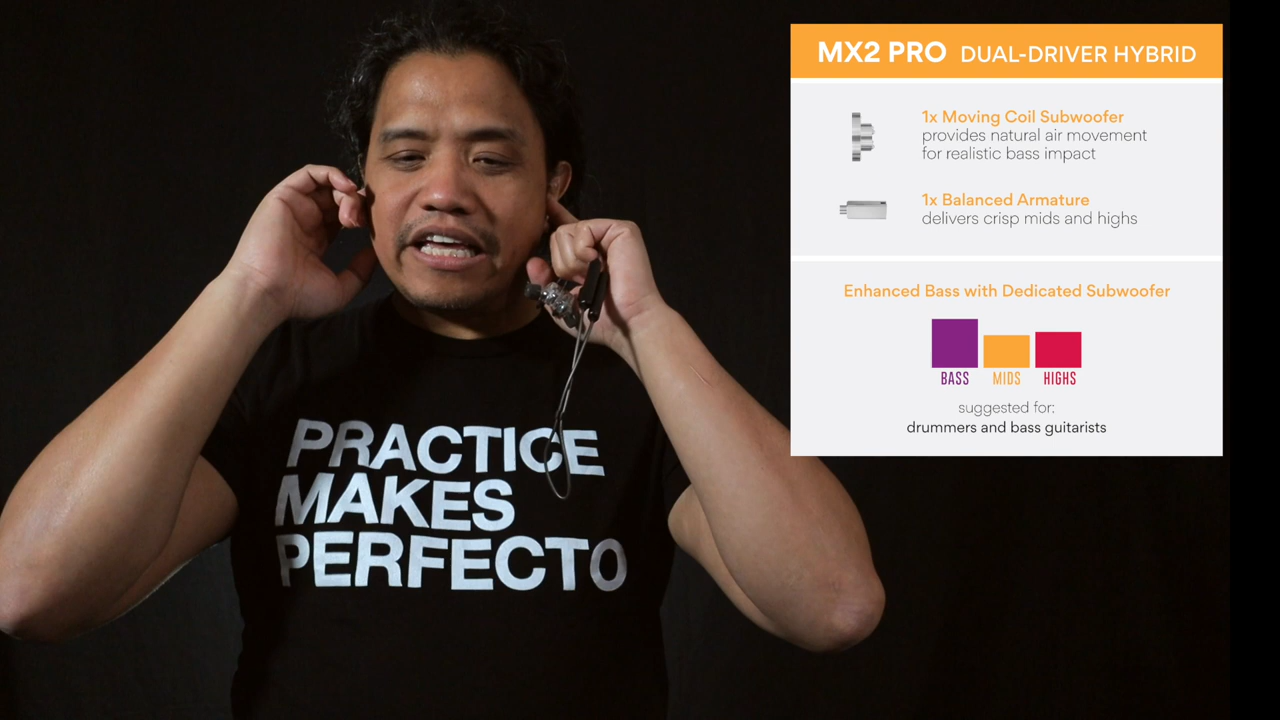 MX2 PRO DUAL-DRIVER HYBRID
1x Moving Coil Subwoofer
provides natural air movement
for realistic bass impact
1x Balanced Armature
delivers crisp mids and highs
Enhanced Bass with Dedicated Subwoofer
BASS MIDS HIGHS
suggested for:
drummers and bass guitarists
PRACTICE
MAKES
PERFECTO